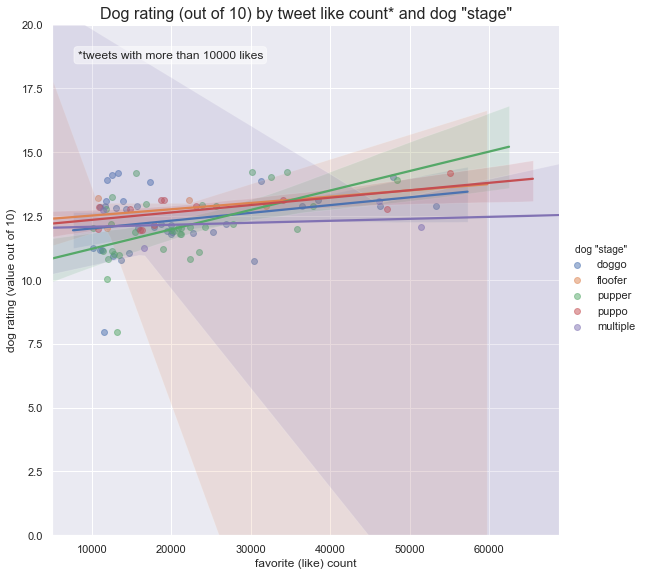 Dog rating (out of 10) by tweet like count* and dog "stage"
*tweets with more than 10000 likes
20.0
17.5
15.0
12.5
10.0
7.5
5.0
2.5
0.0
dog rating (value out of 10)
10000 20000 30000 40000 50000 60000
favorite (like) count
dog "stage"
doggo
floofer
pupper
puppo
multiple